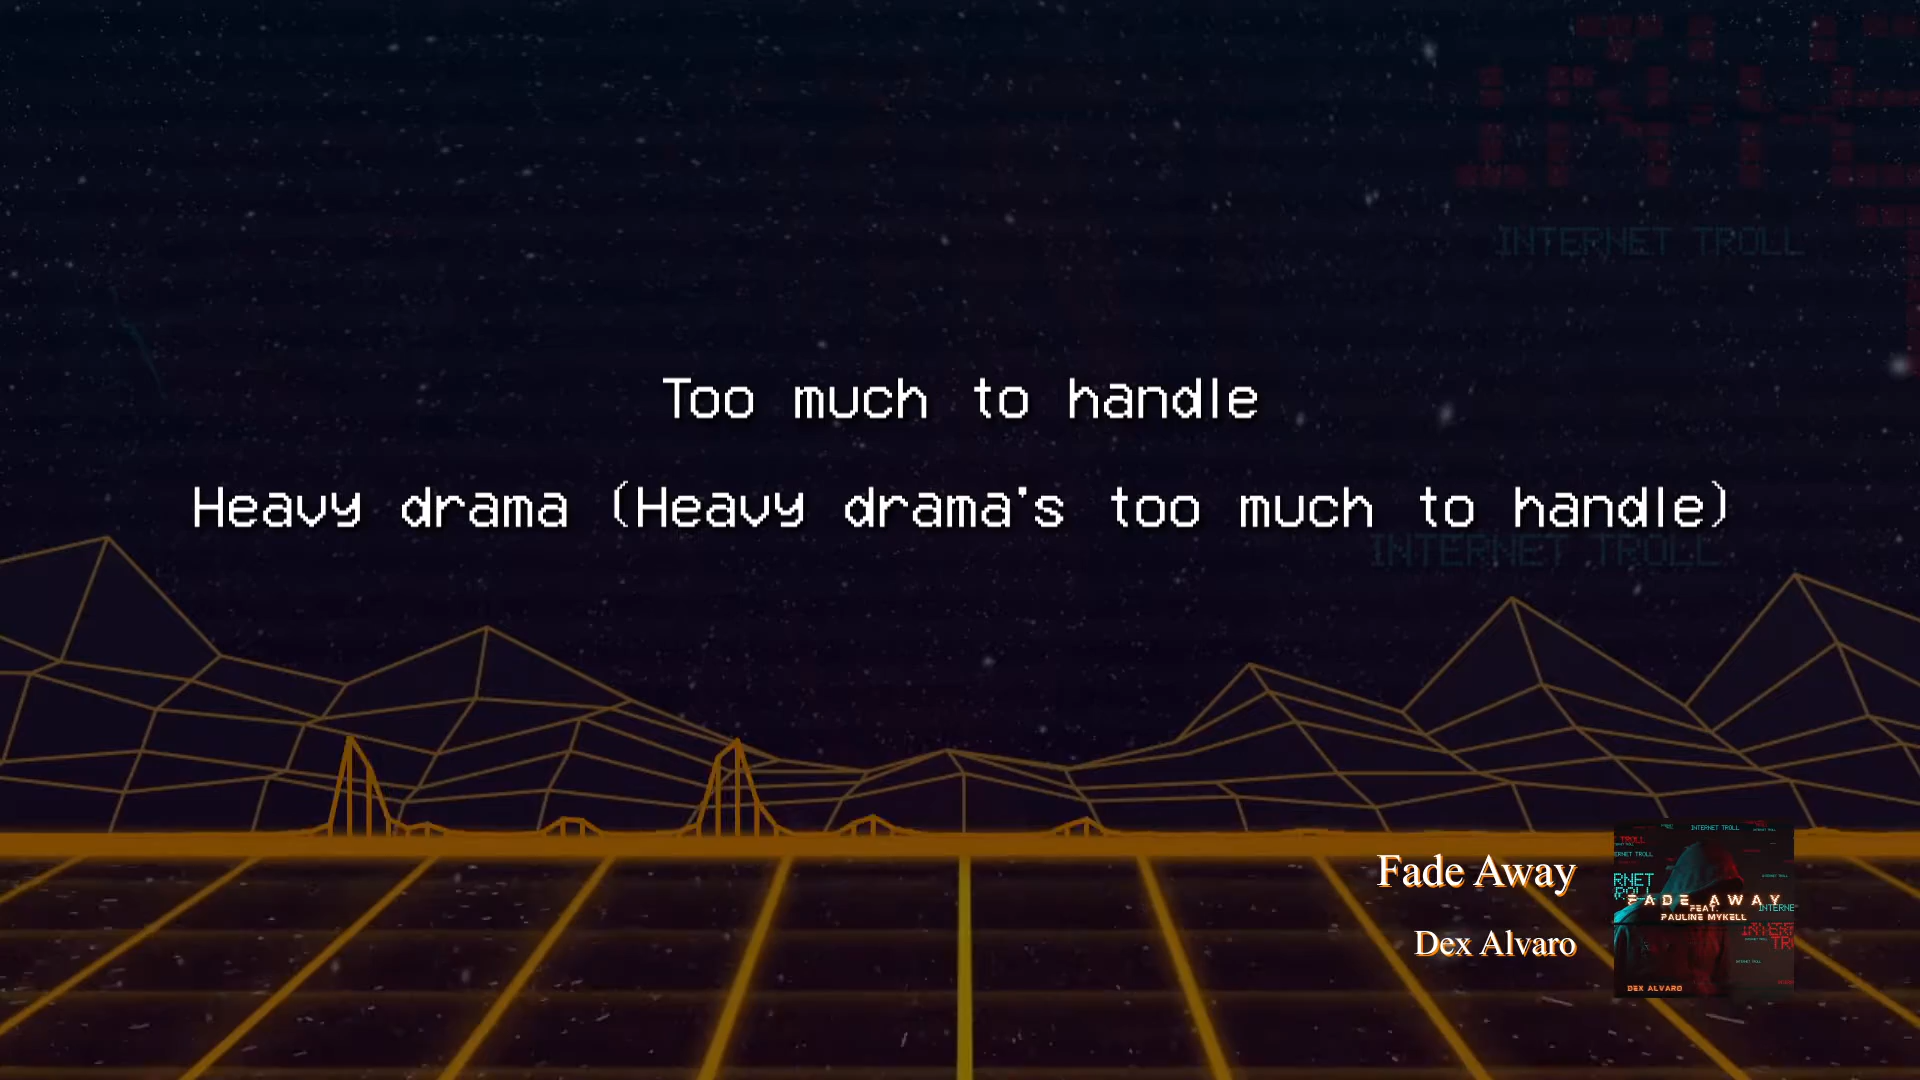 INTERNET TROLL
Too much to handle
Heavy drama (Heavy drama's too much to handle)
INTERNET TROLL
Fade Away
Dex Alvaro
INTERNET TROLL
FADE AWAY
FEAT.
PAULINE MYKELL
DEX ALVARO